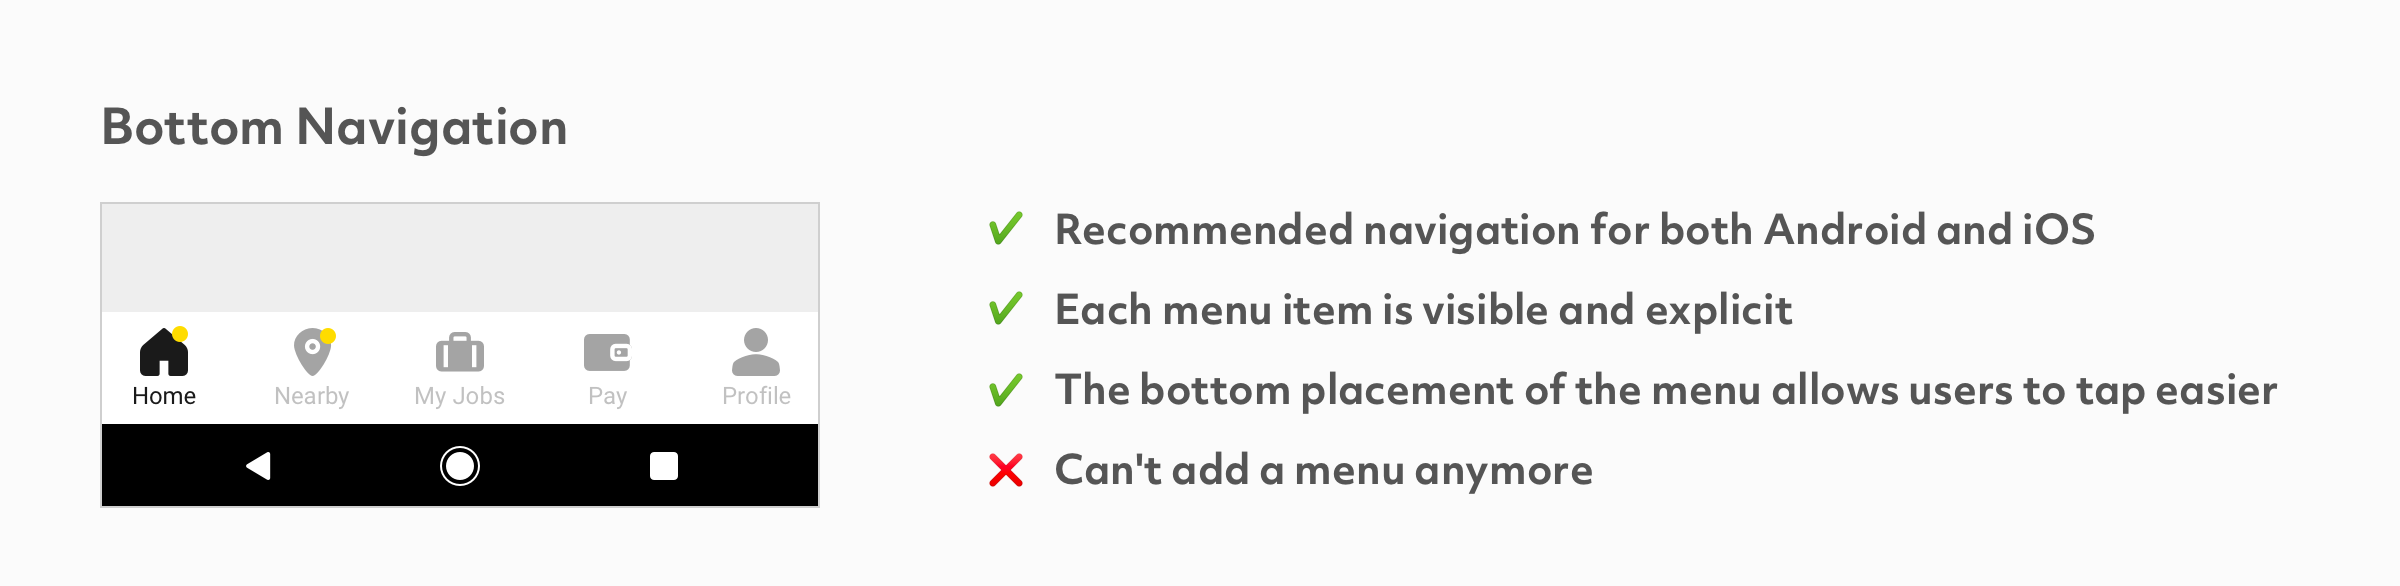 Bottom Navigation
Home Nearby My Jobs Pay Profile
Recommended navigation for both Android and iOS
Each menu item is visible and explicit
The bottom placement of the menu allows users to tap easier
Can't add a menu anymore